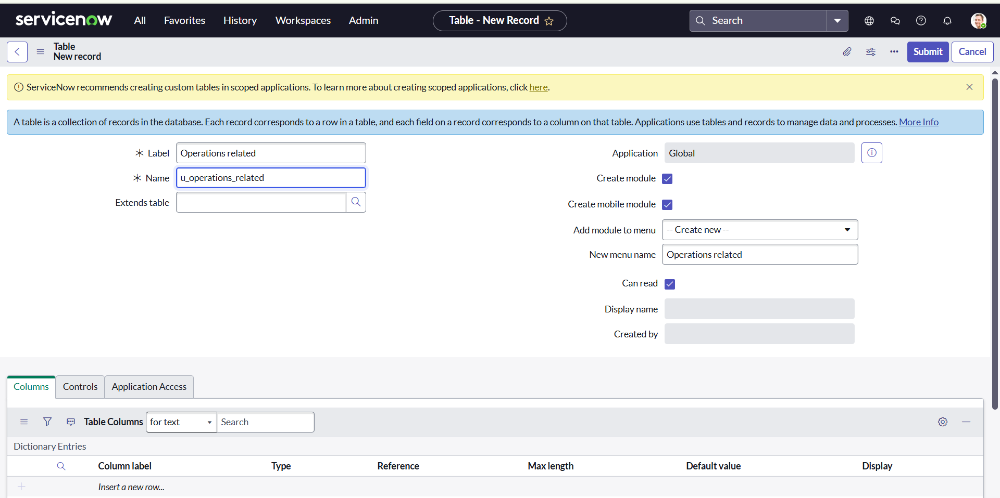 servicenow All Favorites History Workspaces Admin Table - New Record Search
Table
New record
Submit Cancel
ServiceNow recommends creating custom tables in scoped applications. To learn more about creating scoped applications, click here.
A table is a collection of records in the database. Each record corresponds to a row in a table, and each field on a record corresponds to a column on that table. Applications use tables and records to manage data and processes. More Info
Label Operations related
Name u_operations_related
Extends table
Application Global
Create module
Create mobile module
Add module to menu -- Create new --
New menu name Operations related
Can read
Display name
Created by
Columns Controls Application Access
Table Columns for text Search
Dictionary Entries
Column label Type Reference Max length Default value Display
Insert a new row...